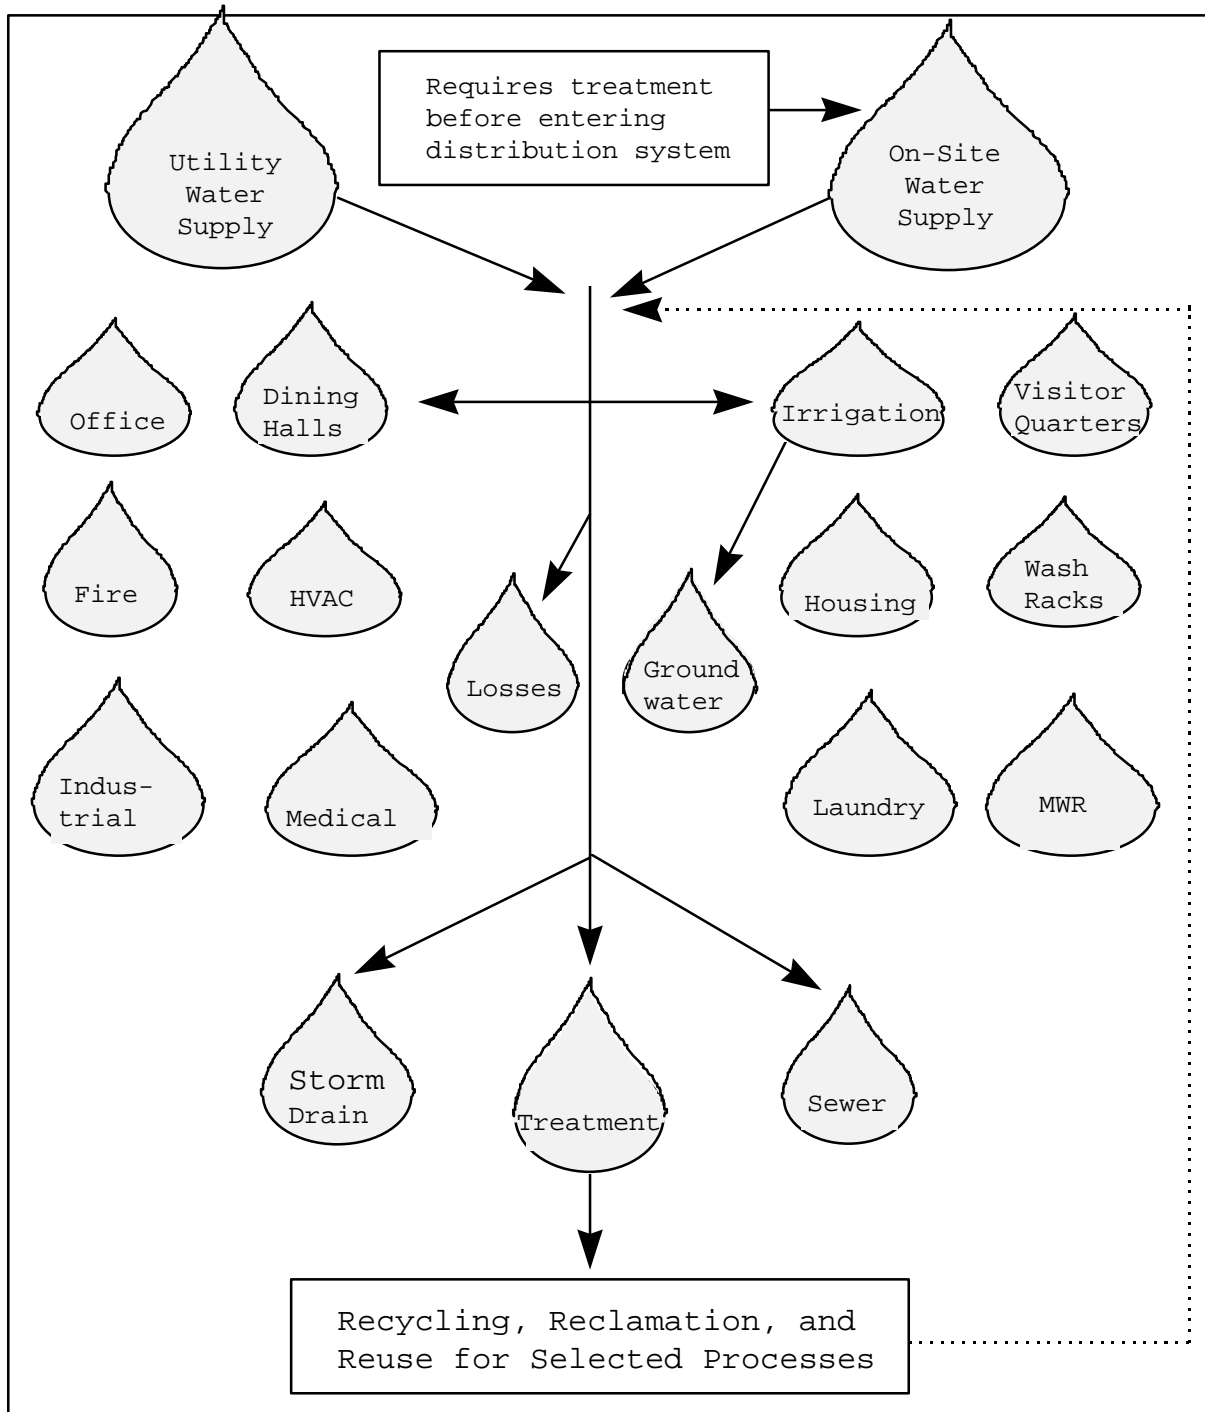 Utility
Water
Supply
Requires treatment
before entering
distribution system
On-Site
Water
Supply
Office
Dining
Halls
Irrigation
Visitor
Quarters
Fire
HVAC
Losses
Ground
water
Housing
Wash
Racks
Indus-
trial
Medical
Laundry
MWR
Storm
Drain
Treatment
Sewer
Recycling, Reclamation, and
Reuse for Selected Processes